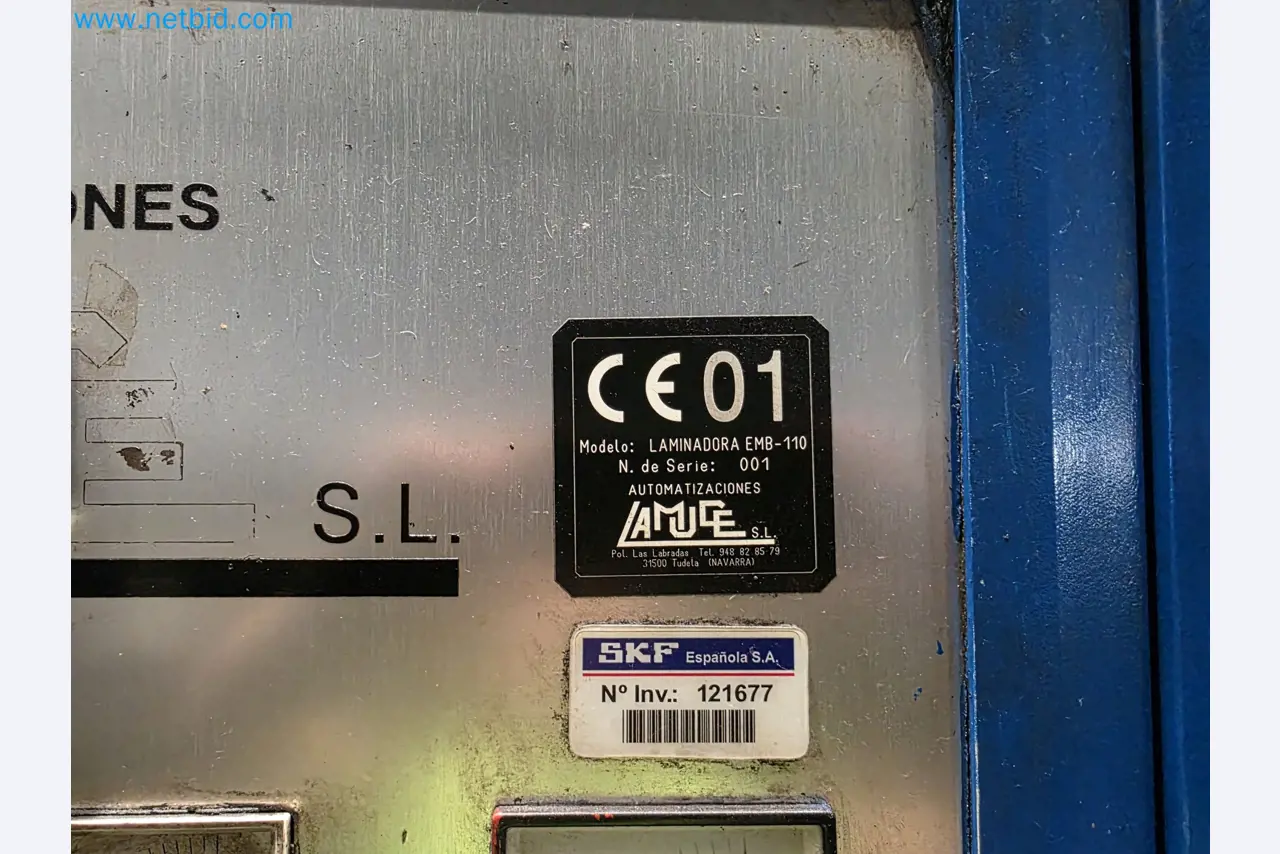 www.netbid.com
ONES
S.L.
CE 01
Modelo: LAMINADORA EMB-110
N. de Serie: 001
AUTOMATIZACIONES
LAMUCE S.L.
Pol. Las Labradas Tel. 948 82 85 79
31500 Tudela (NAVARRA)
SKF Española S.A.
Nº Inv.: 121677